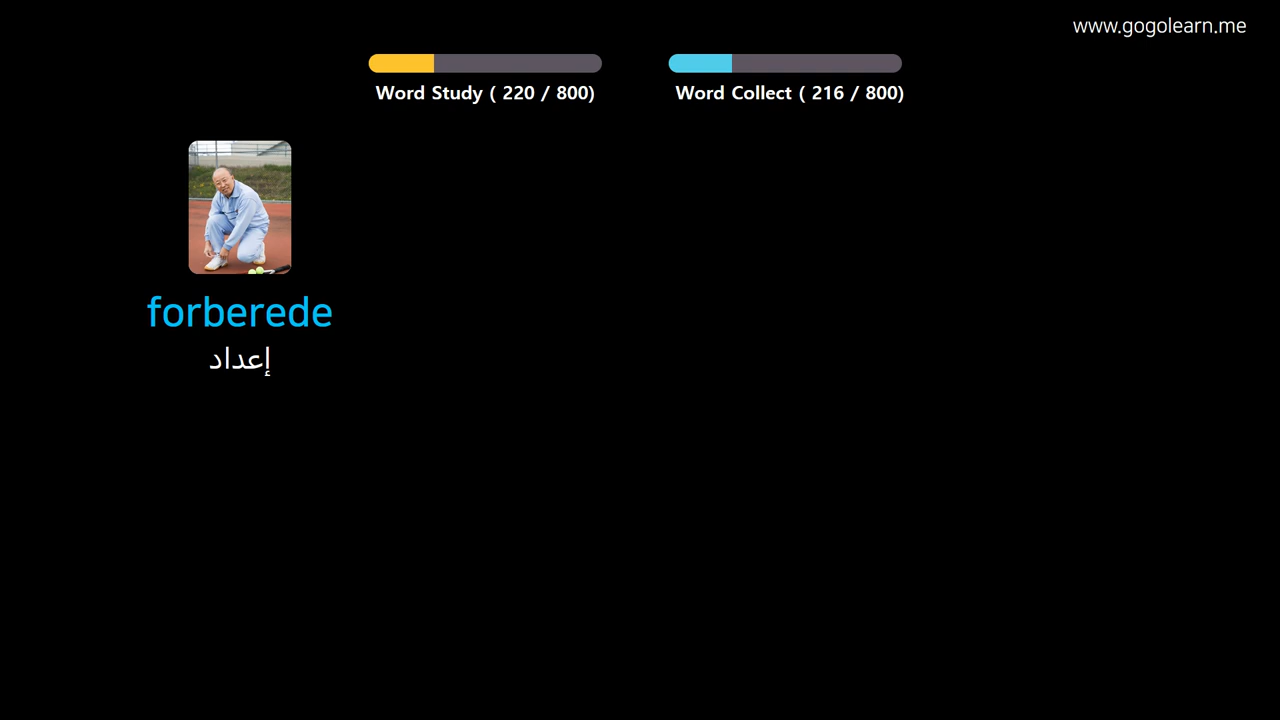 www.gogolearn.me
Word Study ( 220 / 800)
Word Collect ( 216 / 800)
forberede
إعداد